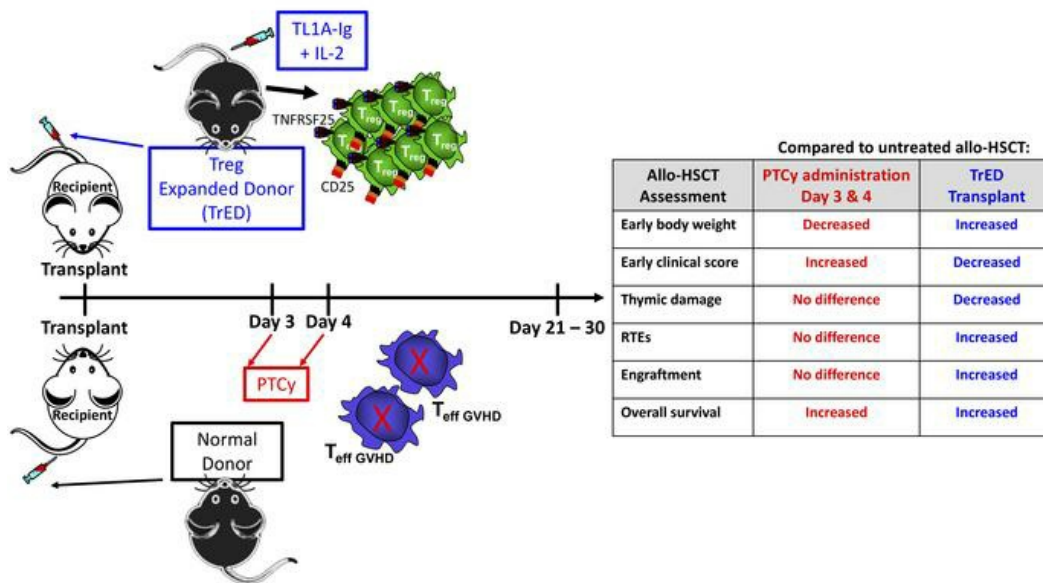 TL1A-Ig
+ IL-2
TNFRSF25
Treg
Treg
Treg
Treg
Treg
Treg
Treg
CD25
Treg
Expanded Donor
(TrED)
Recipient
Transplant
Transplant
Day 3
Day 4
Day 21 – 30
PTCy
Recipient
Normal
Donor
X
X
Teff GVHD
Teff GVHD
Compared to untreated allo-HSCT:
Allo-HSCT Assessment
PTCy administration Day 3 & 4
TrED Transplant
Early body weight Decreased Increased
Early clinical score Increased Decreased
Thymic damage No difference Decreased
RTEs No difference Increased
Engraftment No difference Increased
Overall survival Increased Increased